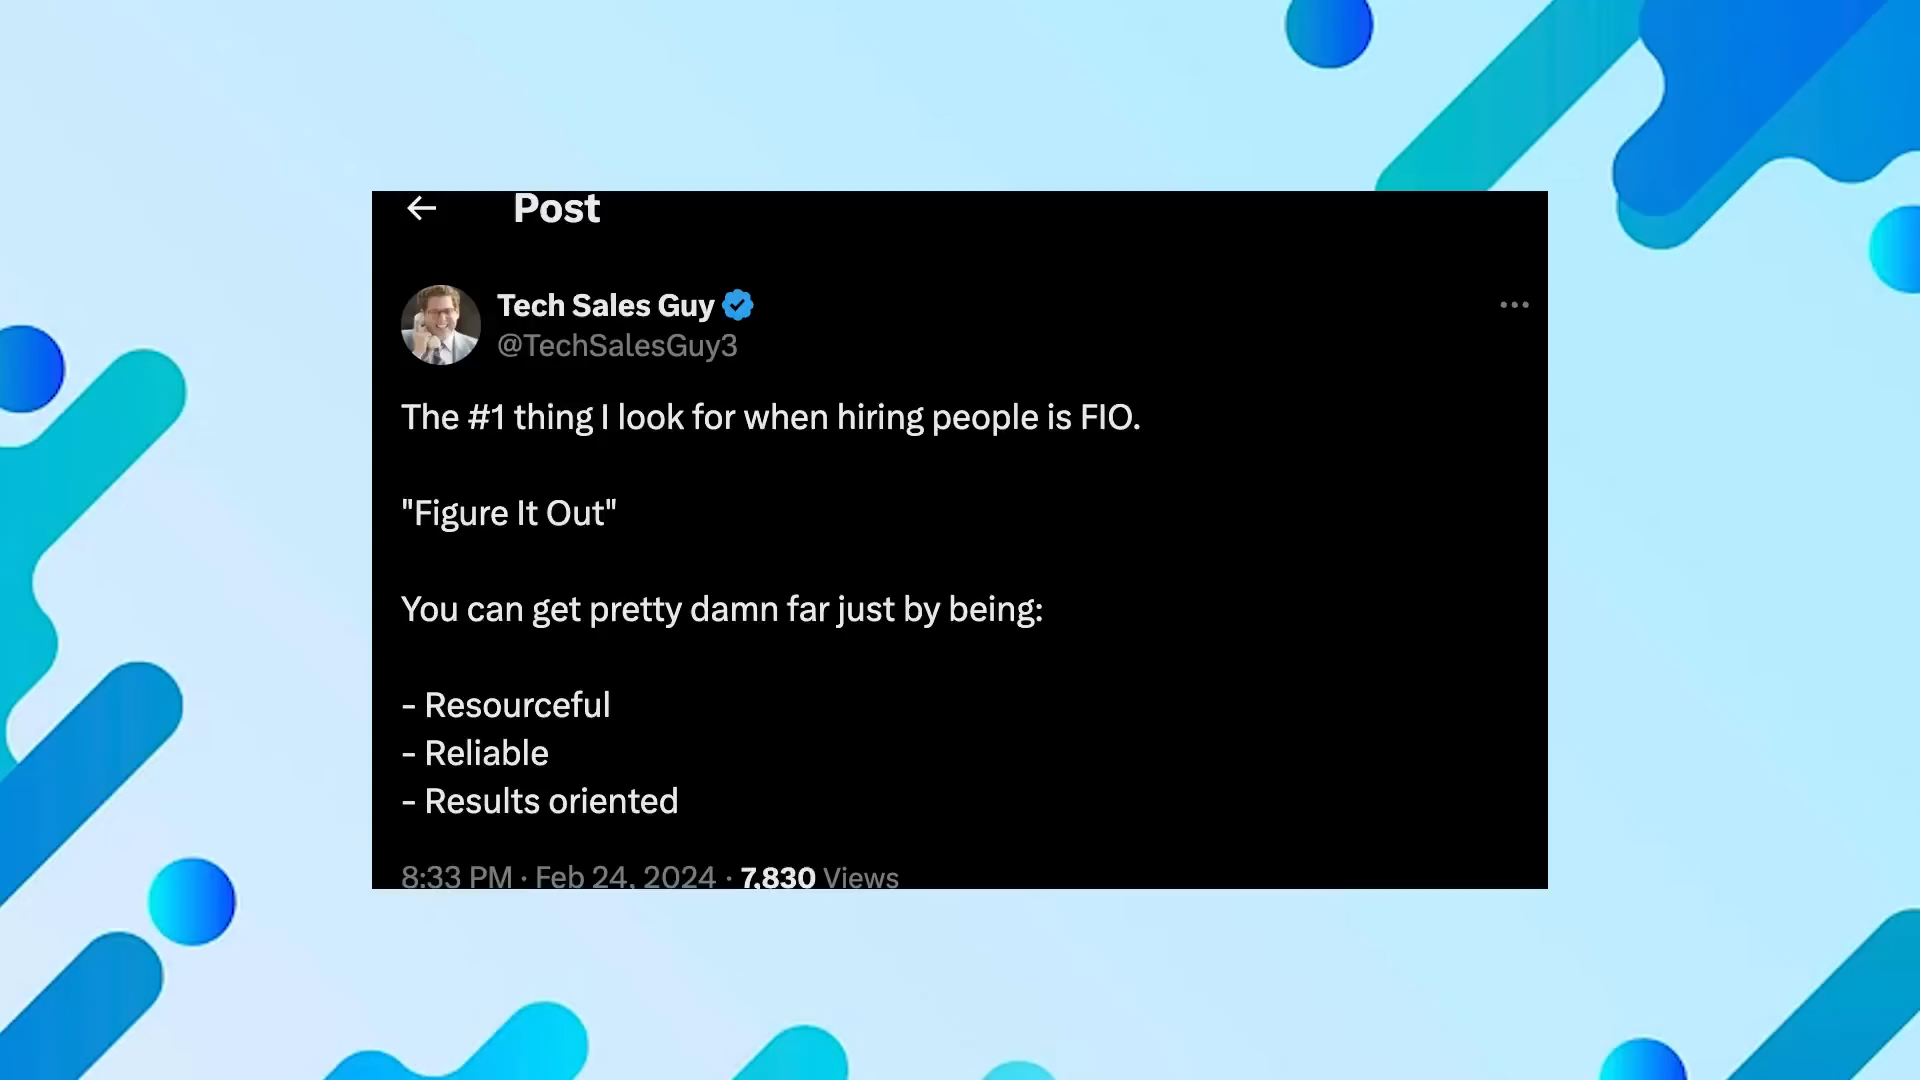 Post
Tech Sales Guy
@TechSalesGuy3
The #1 thing I look for when hiring people is FIO.
"Figure It Out"
You can get pretty damn far just by being:
- Resourceful
- Reliable
- Results oriented
8:33 PM · Feb 24, 2024 · 7,830 Views